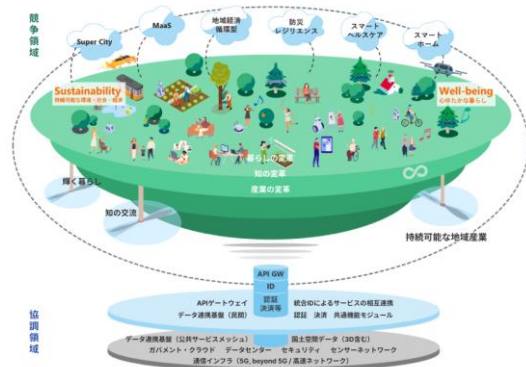 競争領域
Super City
MaaS
地域経済
循環型
防災
レジリエンス
スマート
ヘルスケア
スマート
ホーム
Sustainability
持続可能な環境・社会・経済
Well-being
心ゆたかな暮らし
暮らしの変革
知の変革
産業の変革
輝く暮らし
知の交流
持続可能な地域産業
協調領域
API GW
ID
認証
決済等
APIゲートウェイ
統合IDによるサービスの相互連携
データ連携基盤（民間）
認証　決済　共通機能モジュール
データ連携基盤（公共サービスメッシュ）
国土空間データ（3D含む）
ガバメント・クラウド　データセンター　セキュリティ　センサーネットワーク
通信インフラ（5G, beyond 5G / 高速ネットワーク）